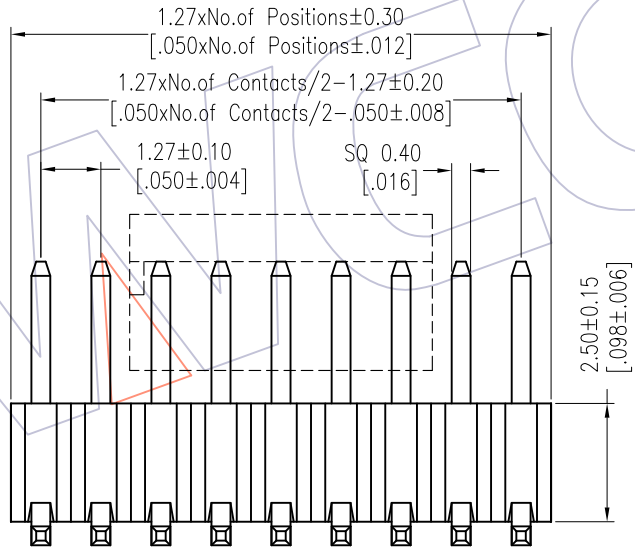 1.27xNo.of Positions±0.30
[.050xNo.of Positions±.012]
1.27xNo.of Contacts/2-1.27±0.20
[.050xNo.of Contacts/2-.050±.008]
1.27±0.10
[.050±.004]
SQ 0.40
[.016]
2.50±0.15
[.098±.006]
WCO